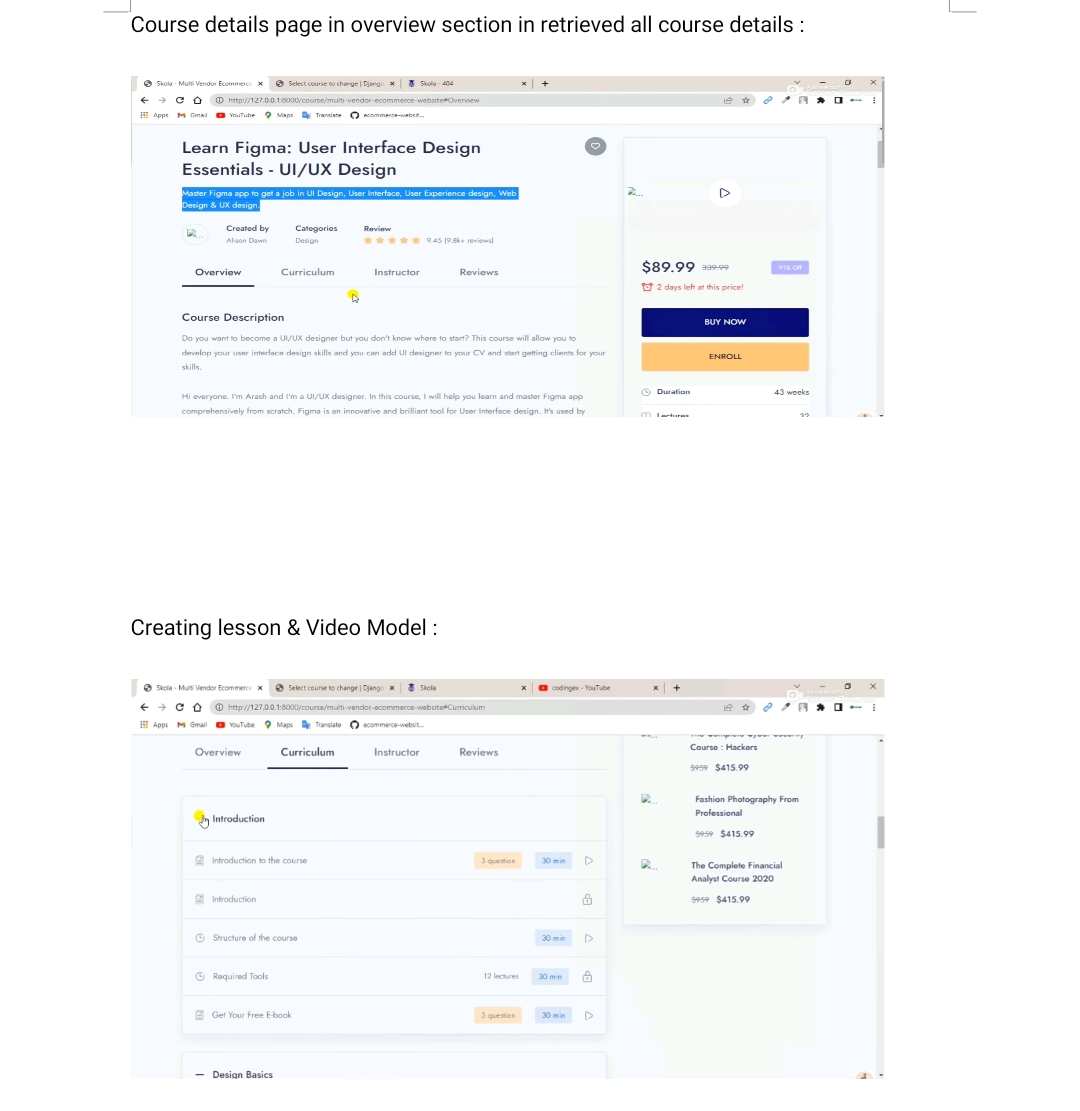 Course details page in overview section in retrieved all course details :
Skola - Multi Vendor Ecommerce
Select course to change | Django
Skola - 404
http://127.0.0.1:8000/course/multi-vendor-ecommerce-website#Overview
Apps Gmail YouTube Maps Translate ecommerce-websit...
Learn Figma: User Interface Design
Essentials - UI/UX Design
Master Figma app to get a job in UI Design, User Interface, User Experience design, Web
Design & UX design.
Created by
Alison Dawn
Categories
Design
Review
9.45 (9.8k+ reviews)
Overview Curriculum Instructor Reviews
Course Description
Do you want to become a UI/UX designer but you don't know where to start? This course will allow you to
develop your user interface design skills and you can add UI designer to your CV and start getting clients for your
skills.
Hi everyone. I'm Arash and I'm a UI/UX designer. In this course, I will help you learn and master Figma app
comprehensively from scratch. Figma is an innovative and brilliant tool for User Interface design. It's used by
$89.99 339.99 91% Off
2 days left at this price!
BUY NOW
ENROLL
Duration 43 weeks
Lectures 32
Creating lesson & Video Model :
Skola - Multi Vendor Ecommerce
Select course to change | Django
Skola
codingex - YouTube
http://127.0.0.1:8000/course/multi-vendor-ecommerce-website#Curriculum
Apps Gmail YouTube Maps Translate ecommerce-websit...
Overview Curriculum Instructor Reviews
Introduction
Introduction to the course 3 question 30 min
Introduction
Structure of the course 30 min
Required Tools 12 lectures 30 min
Get Your Free E-book 3 question 30 min
Design Basics
The Complete Cyber Security
Course : Hackers
$959 $415.99
Fashion Photography From
Professional
$959 $415.99
The Complete Financial
Analyst Course 2020
$959 $415.99